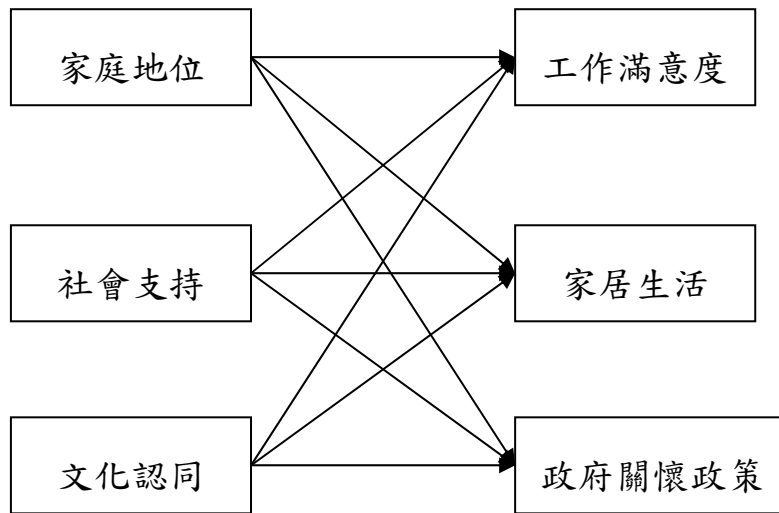 家庭地位
工作滿意度
社會支持
家居生活
文化認同
政府關懷政策